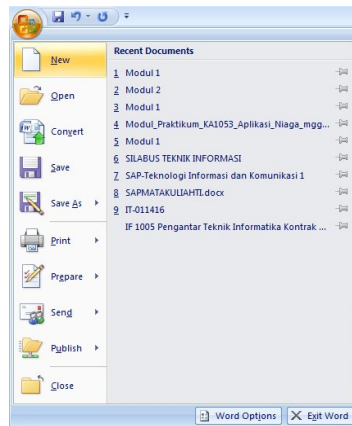 New
Open
Convert
Save
Save As
Print
Prepare
Send
Publish
Close
Recent Documents
1 Modul 1
2 Modul 2
3 Modul 1
4 Modul_Praktikum_KA1053_Aplikasi_Niaga_mgg...
5 Modul 1
6 SILABUS TEKNIK INFORMASI
7 SAP-Teknologi Informasi dan Komunikasi 1
8 SAPMATAKULIAHTI.docx
9 IT-011416
IF 1005 Pengantar Teknik Informatika Kontrak ...
Word Options
Exit Word